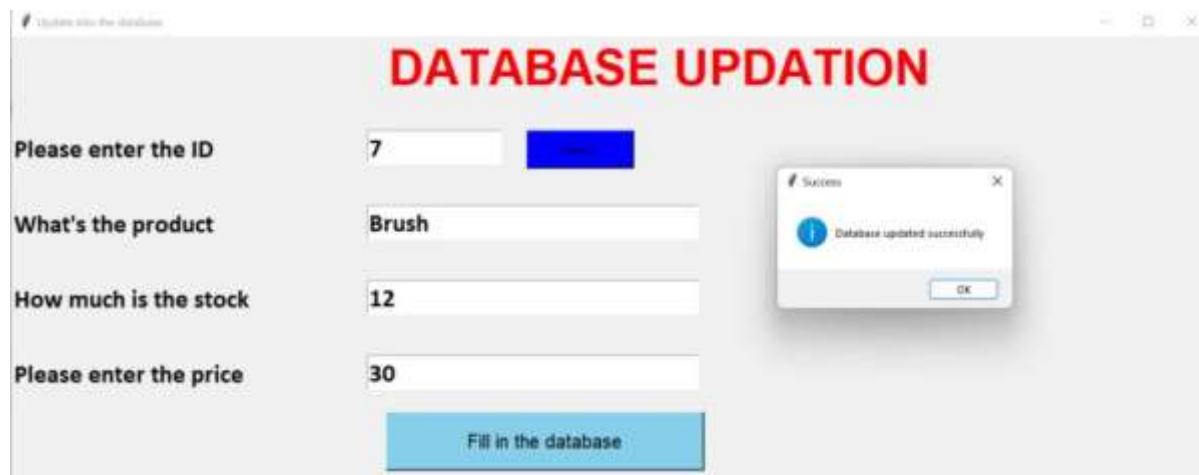 Update into the database
DATABASE UPDATION
Please enter the ID
7
What's the product
Brush
How much is the stock
12
Please enter the price
30
Fill in the database
Success
Database updated successfully
OK